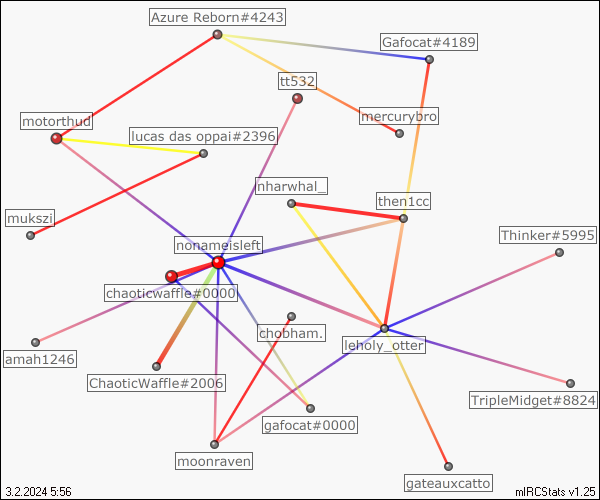 Azure Reborn#4243
Gafocat#4189
tt532
mercurybro
motorthud
lucas das oppai#2396
nharwhal_
then1cc
mukszi
Thinker#5995
nonameisleft
chaoticwaffle#0000
chobham.
leholy_otter
amah1246
ChaoticWaffle#2006
TripleMidget#8824
gafocat#0000
moonraven
gateauxcatto
3.2.2024 5:56
mIRCStats v1.25